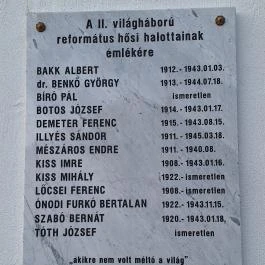 A II. világháború
református hősi halottainak
emlékére
BAKK ALBERT 1912.-1943.01.03.
dr. BENKŐ GYÖRGY 1913.-1944.07.18.
BÍRÓ PÁL ismeretlen
BOTOS JÓZSEF 1914.-1943.01.17.
DEMETER FERENC 1915.-1943.08.15.
ILLYÉS SÁNDOR 1911.-1945.03.18.
MÉSZÁROS ENDRE 1911.-1940.08.
KISS IMRE 1908.-1943.01.16.
KISS MIHÁLY 1922.-ismeretlen
LŐCSEI FERENC 1908.-ismeretlen
ÓNODI FURKÓ BERTALAN 1922.-1943.11.15.
SZABÓ BERNÁT 1920.-1943.01.18.
TÓTH JÓZSEF ismeretlen
„akikre nem volt méltó a világ"